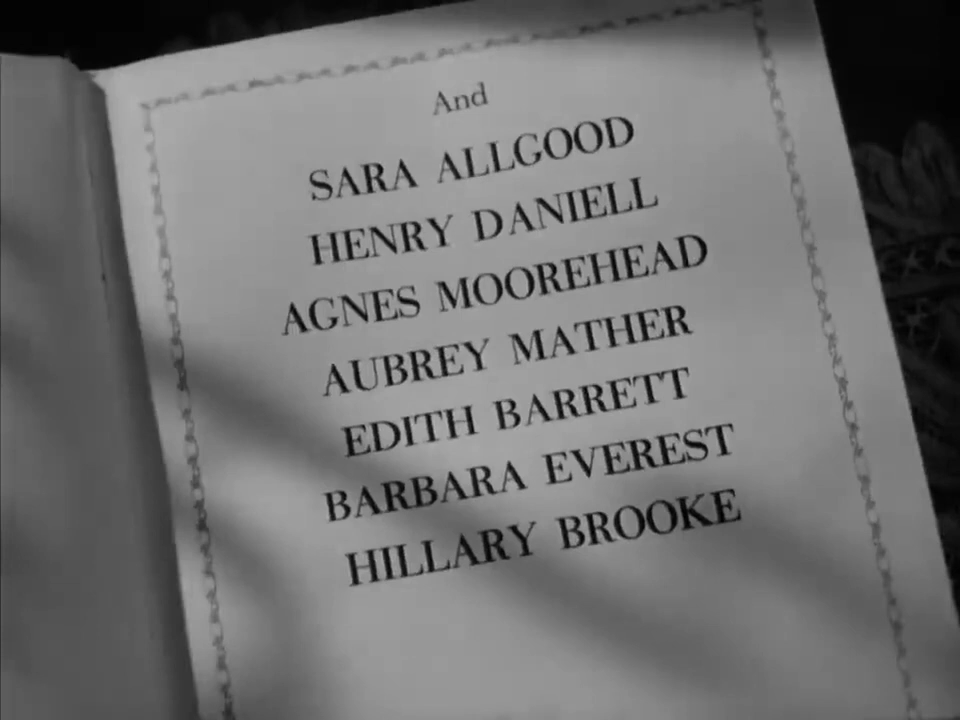 And
SARA ALLGOOD
HENRY DANIELL
AGNES MOOREHEAD
AUBREY MATHER
EDITH BARRETT
BARBARA EVEREST
HILLARY BROOKE